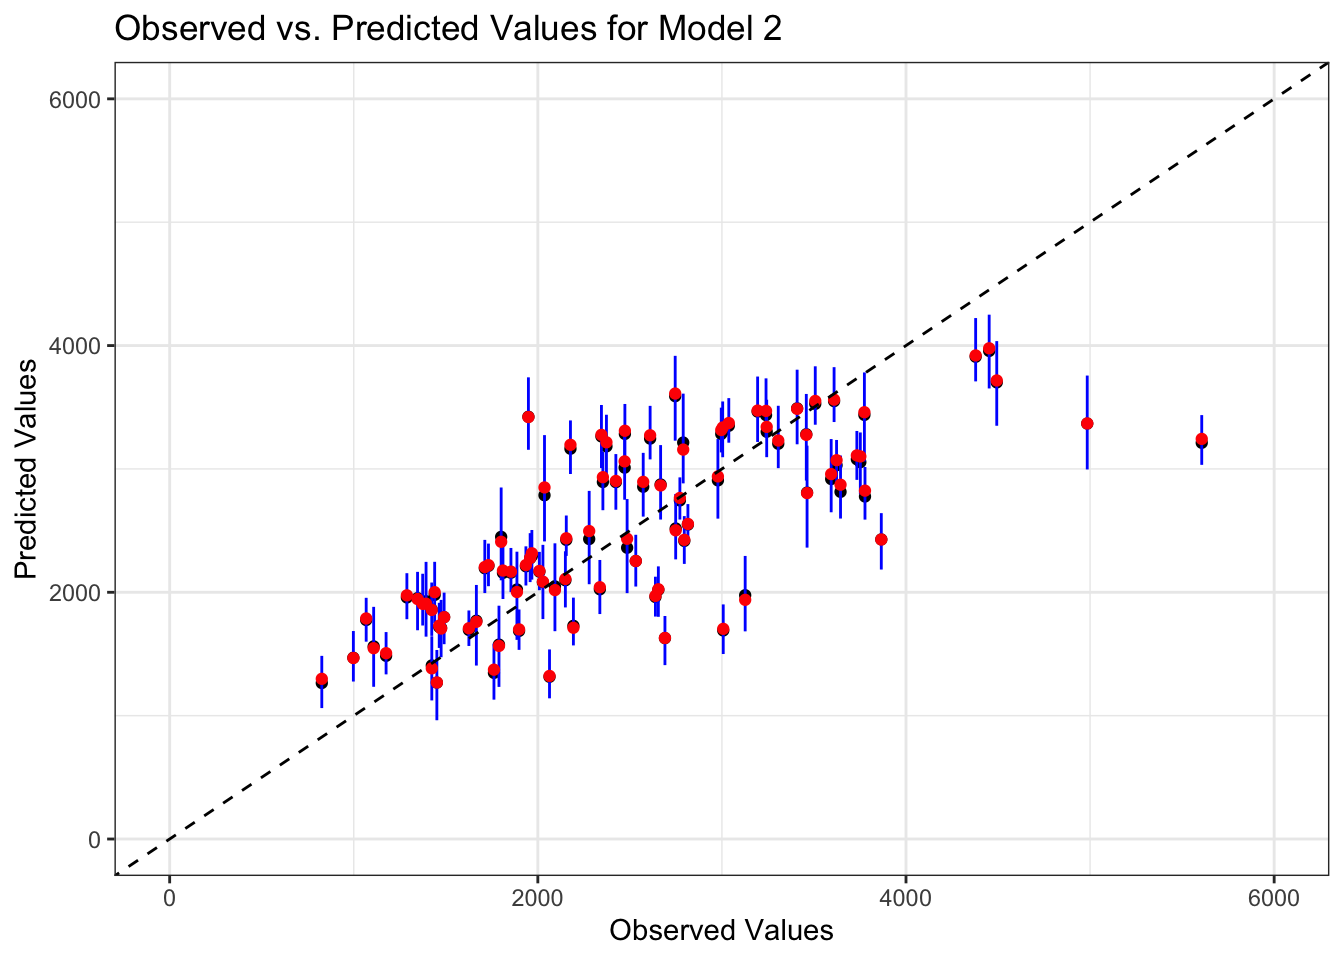 Observed vs. Predicted Values for Model 2
6000
4000
2000
0
Predicted Values
0 2000 4000 6000
Observed Values